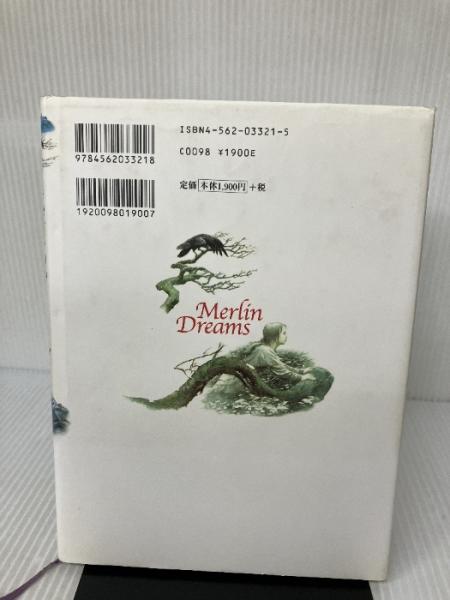 ISBN4-562-03321-5
C0098 ¥1900E
9784562033218
定価 本体1,900円 +税
1920098019007
Merlin
Dreams